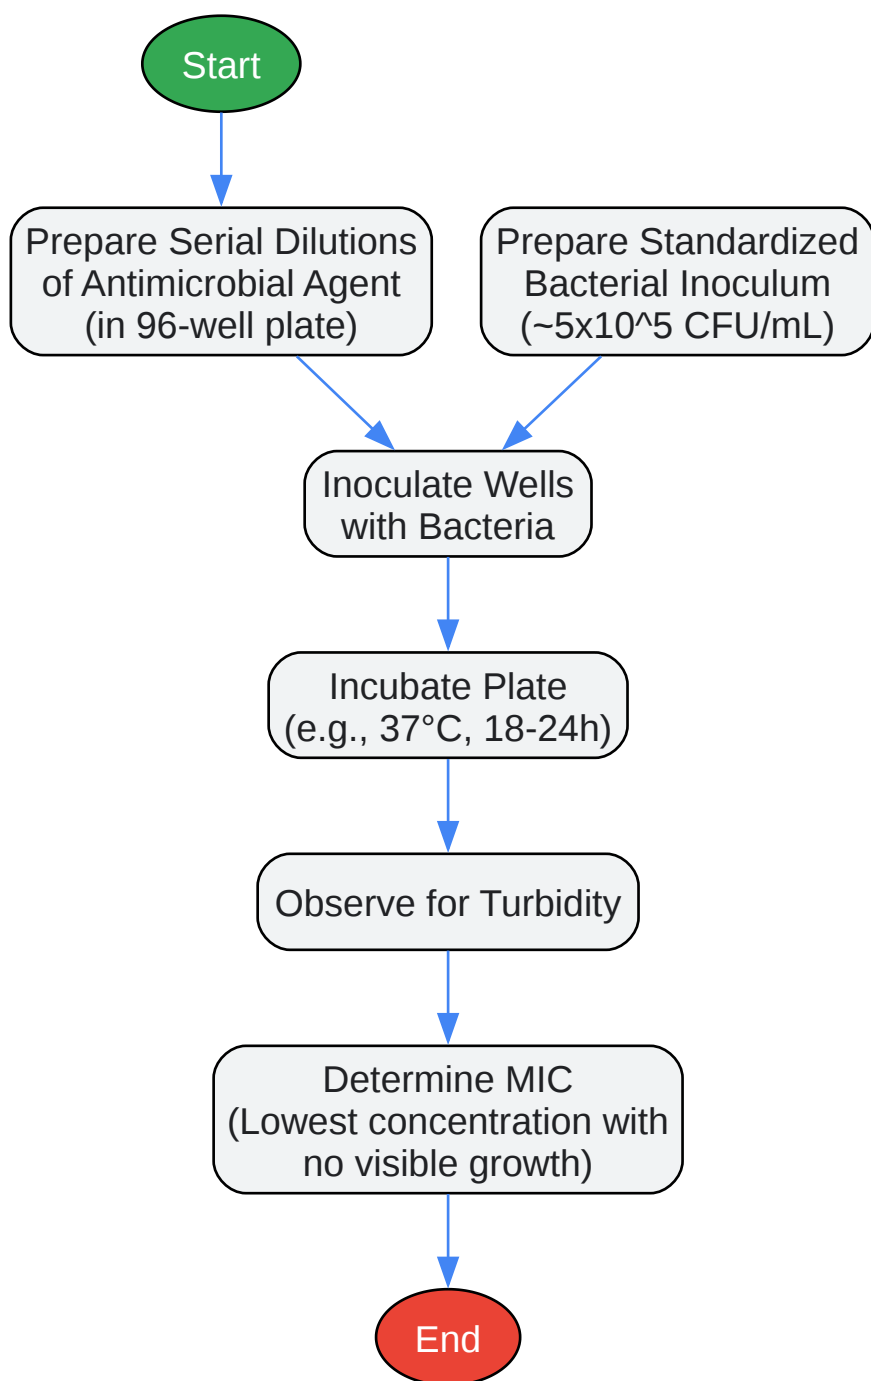 Start
Prepare Serial Dilutions
of Antimicrobial Agent
(in 96-well plate)
Prepare Standardized
Bacterial Inoculum
(~5x10^5 CFU/mL)
Inoculate Wells
with Bacteria
Incubate Plate
(e.g., 37°C, 18-24h)
Observe for Turbidity
Determine MIC
(Lowest concentration with
no visible growth)
End